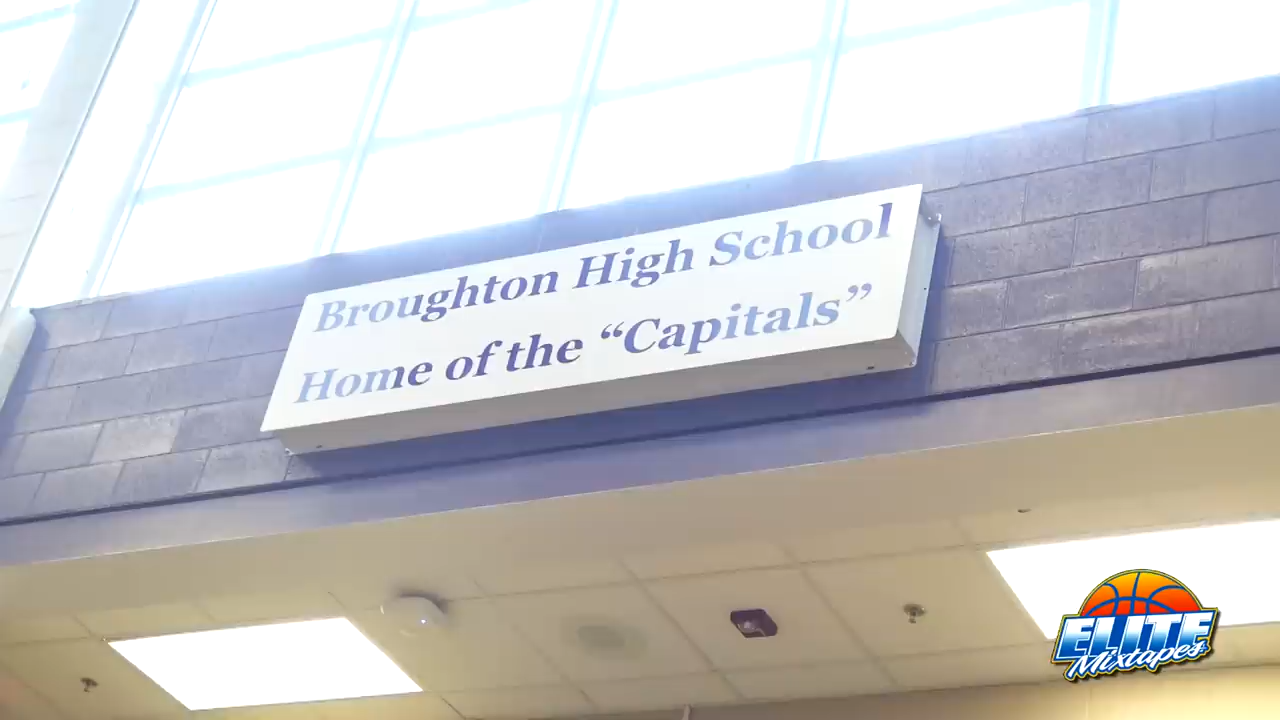 Broughton High School
Home of the “Capitals”
ELITE
Mixtapes